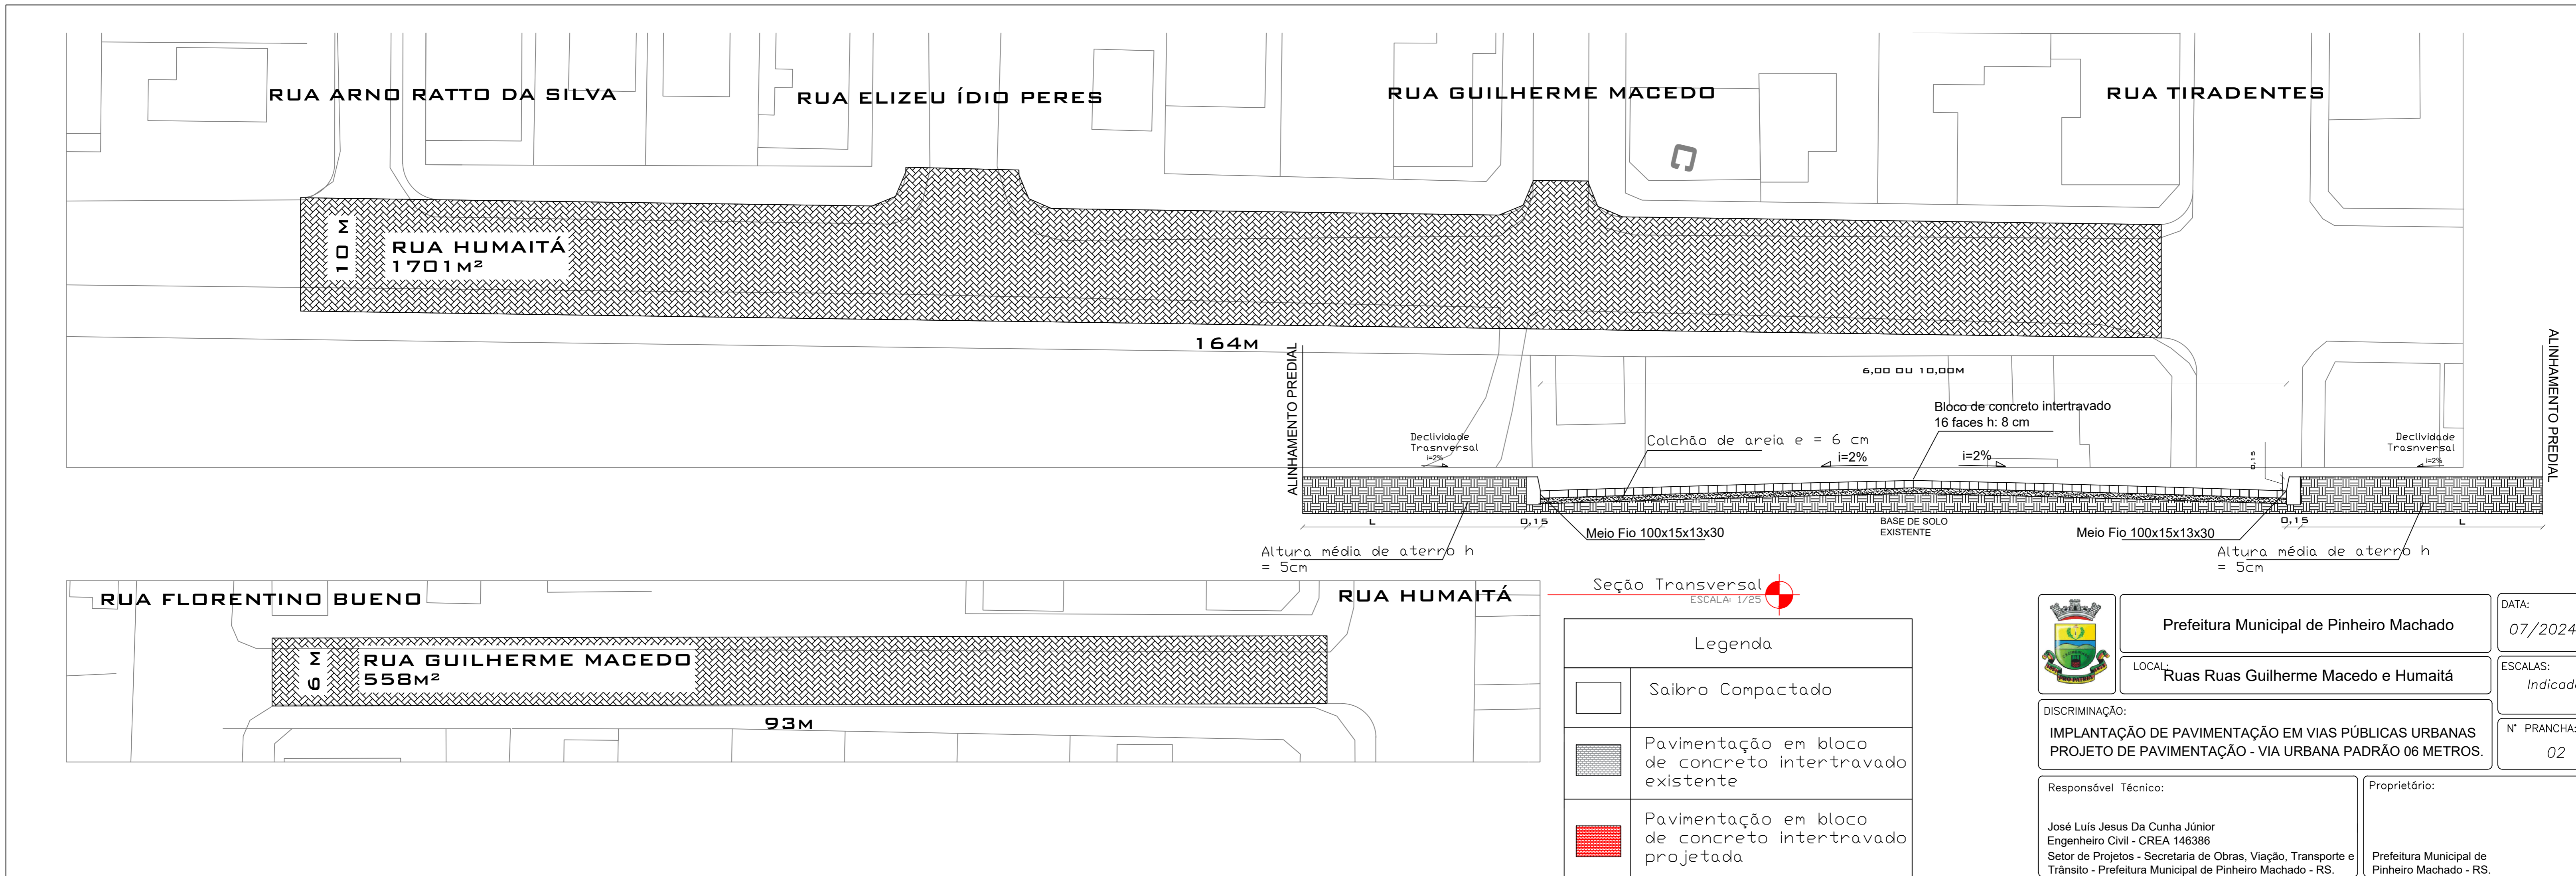 RUA ARNO RATTO DA SILVA
RUA ELIZEU ÍDIO PERES
RUA GUILHERME MACEDO
RUA TIRADENTES
10 M
RUA HUMAITÁ
1701M²
164M
ALINHAMENTO PREDIAL
ALINHAMENTO PREDIAL
6,00 OU 10,00M
Bloco de concreto intertravado
16 faces h: 8 cm
Declividade
Trasnversal
i=2%
Colchão de areia e = 6 cm
i=2%
i=2%
0,15
Declividade
Trasnversal
i=2%
L
0,15
Meio Fio 100x15x13x30
BASE DE SOLO
EXISTENTE
Meio Fio 100x15x13x30
0,15
L
Altura média de aterro h
= 5cm
Altura média de aterro h
= 5cm
Seção Transversal
ESCALA: 1/25
RUA FLORENTINO BUENO
RUA HUMAITÁ
6 M
RUA GUILHERME MACEDO
558M²
93M
Legenda
Saibro Compactado
Pavimentação em bloco
de concreto intertravado
existente
Pavimentação em bloco
de concreto intertravado
projetada
Prefeitura Municipal de Pinheiro Machado
DATA:
07/2024
LOCAL:
Ruas Ruas Guilherme Macedo e Humaitá
ESCALAS:
DISCRIMINAÇÃO:
IMPLANTAÇÃO DE PAVIMENTAÇÃO EM VIAS PÚBLICAS URBANAS
PROJETO DE PAVIMENTAÇÃO - VIA URBANA PADRÃO 06 METROS.
N° PRANCHA:
02
Responsável Técnico:
José Luís Jesus Da Cunha Júnior
Engenheiro Civil - CREA 146386
Setor de Projetos - Secretaria de Obras, Viação, Transporte e
Trânsito - Prefeitura Municipal de Pinheiro Machado - RS.
Proprietário:
Prefeitura Municipal de
Pinheiro Machado - RS.